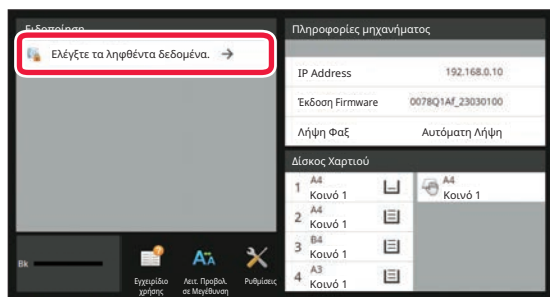 Ειδοποίηση
Ελέγξτε τα ληφθέντα δεδομένα.
Πληροφορίες μηχανήματος
IP Address 192.168.0.10
Έκδοση Firmware 0078Q1Af_23030100
Λήψη Φαξ Αυτόματη Λήψη
Δίσκος Χαρτιού
1 A4
Κοινό 1
A4
Κοινό 1
2 A4
Κοινό 1
3 B4
Κοινό 1
4 A3
Κοινό 1
Bk
Εγχειρίδιο
χρήσης
Λειτ. Προβολ.
σε Μεγέθυνση
Ρυθμίσεις